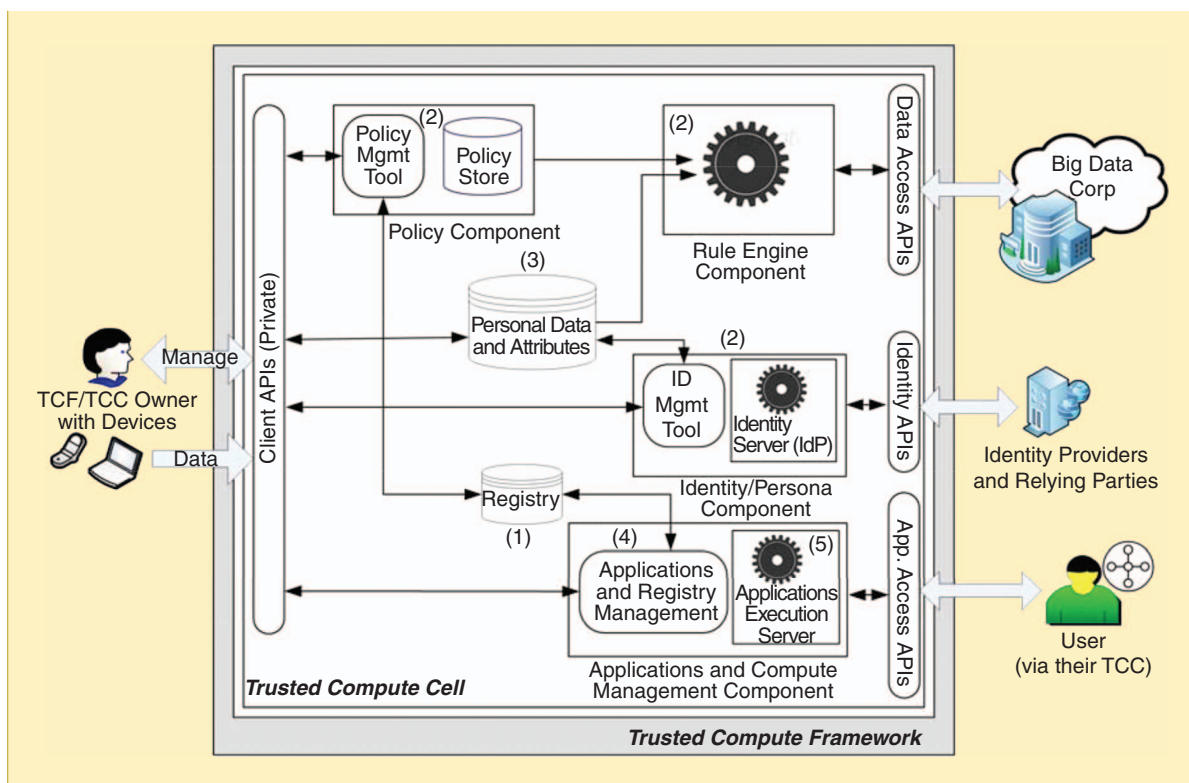 (2)
Policy
Mgmt
Tool
Policy
Store
Policy Component
(2)
Rule Engine
Component
Data Access APIs
Big Data
Corp
(3)
Personal Data
and Attributes
Client APIs (Private)
Manage
TCF/TCC Owner
with Devices
Data
(2)
ID
Mgmt
Tool
Identity
Server (IdP)
Identity/Persona
Component
Identity APIs
Identity Providers
and Relying Parties
Registry
(1)
(4)
Applications
and Registry
Management
(5)
Applications
Execution
Server
Applications and Compute
Management Component
App. Access APIs
User
(via their TCC)
Trusted Compute Cell
Trusted Compute Framework